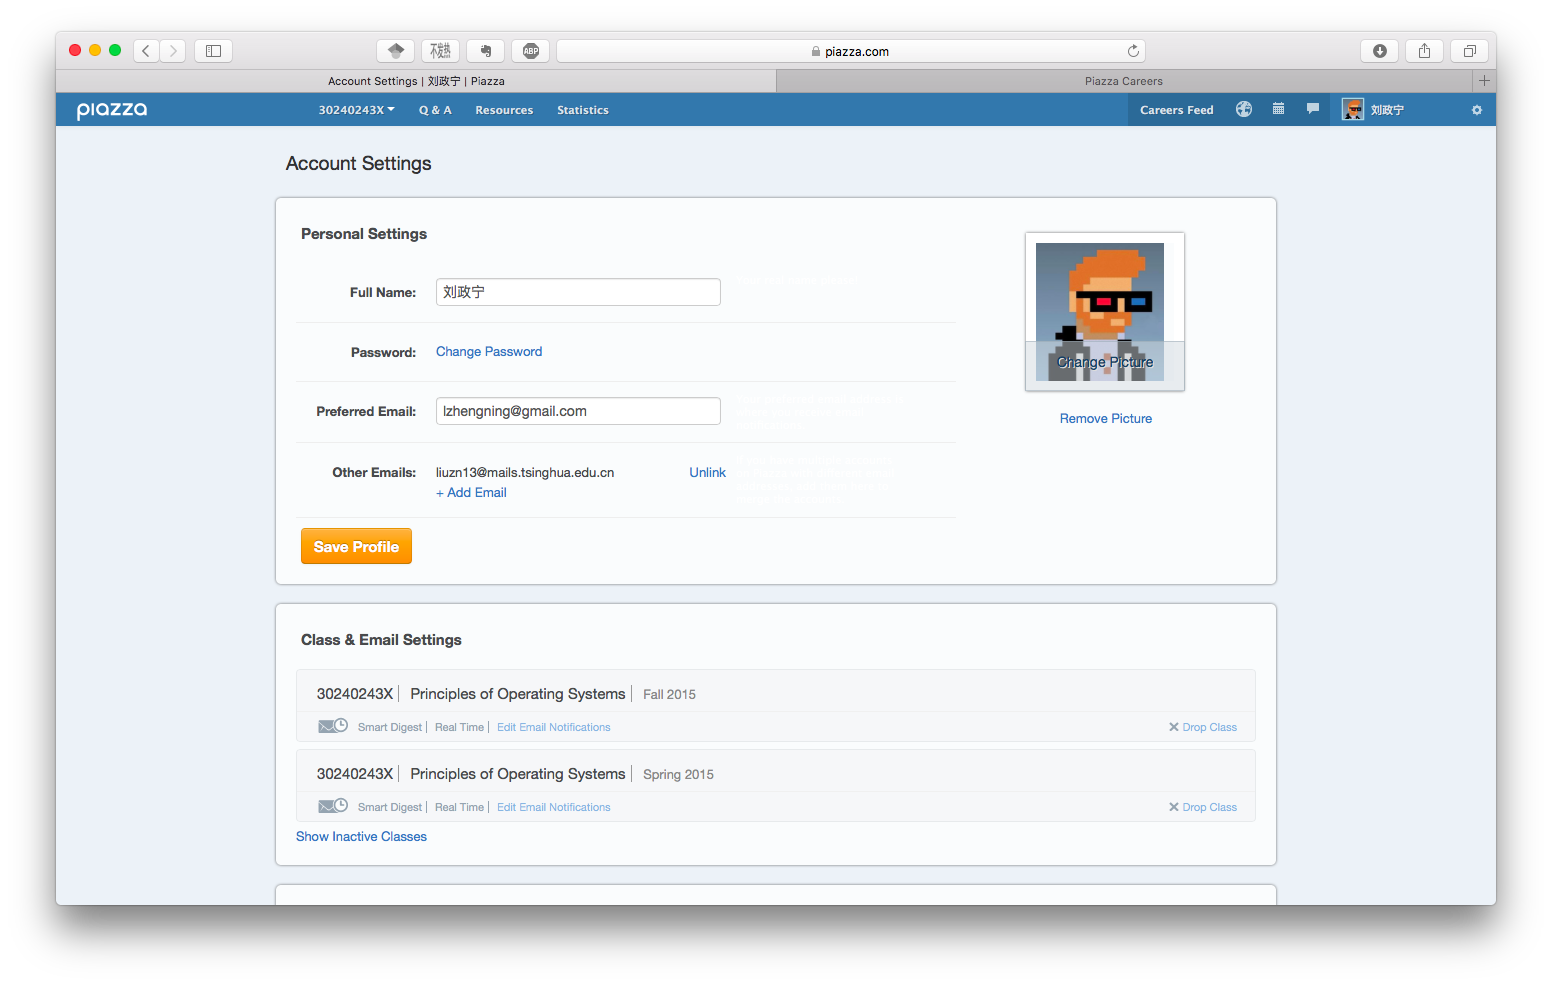 不发热
ABP
piazza.com
Account Settings | 刘政宁 | Piazza
Piazza Careers
piazza
30240243X
Q & A
Resources
Statistics
Careers Feed
刘政宁
Account Settings
Personal Settings
Full Name:
刘政宁
Password:
Change Password
Preferred Email:
lzhengning@gmail.com
Other Emails:
liuzn13@mails.tsinghua.edu.cn
Unlink
+ Add Email
Save Profile
Change Picture
Remove Picture
Class & Email Settings
30240243X | Principles of Operating Systems | Fall 2015
Smart Digest | Real Time | Edit Email Notifications
Drop Class
30240243X | Principles of Operating Systems | Spring 2015
Smart Digest | Real Time | Edit Email Notifications
Drop Class
Show Inactive Classes